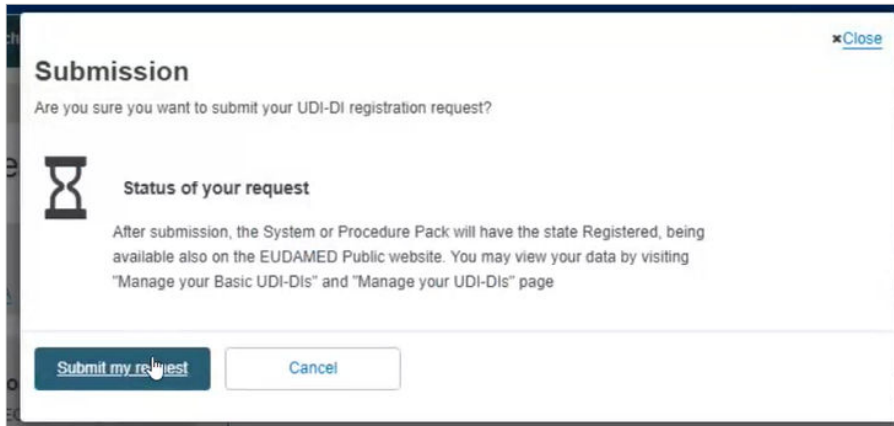 ×Close
Submission
Are you sure you want to submit your UDI-DI registration request?
Status of your request
After submission, the System or Procedure Pack will have the state Registered, being
available also on the EUDAMED Public website. You may view your data by visiting
"Manage your Basic UDI-DIs" and "Manage your UDI-DIs" page
Submit my request
Cancel